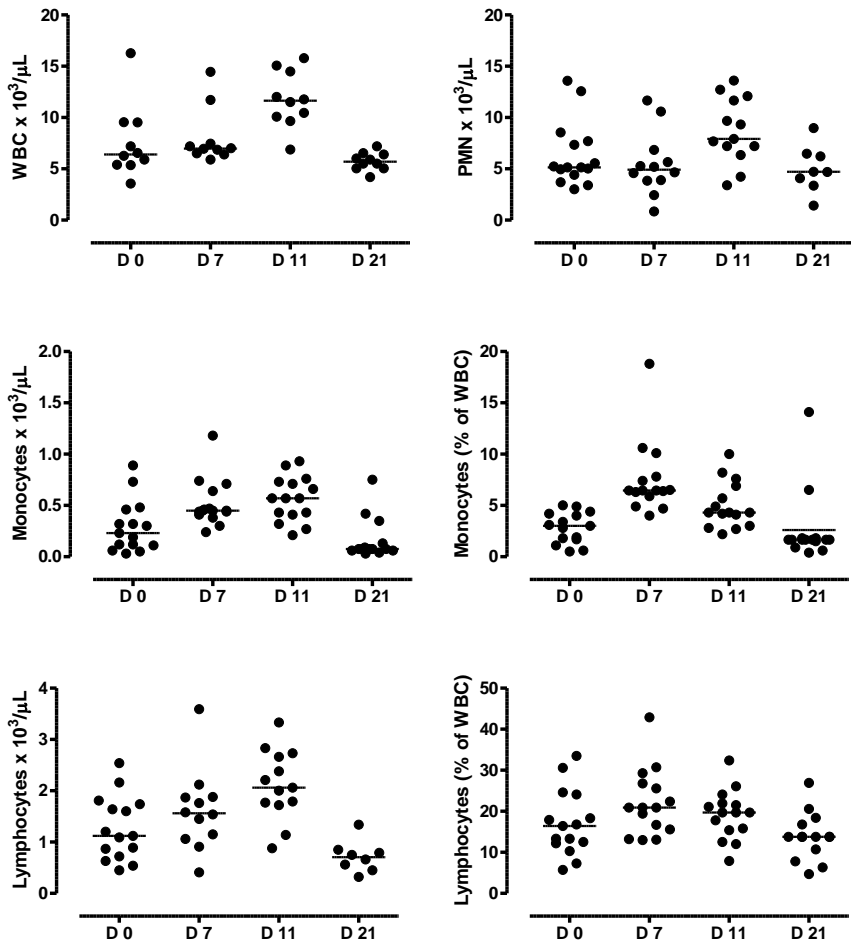 WBC x 10³/µL
20
15
10
5
0
D 0 D 7 D 11 D 21
PMN x 10³/µL
20
15
10
5
0
D 0 D 7 D 11 D 21
Monocytes x 10³/µL
2.0
1.5
1.0
0.5
0.0
D 0 D 7 D 11 D 21
Monocytes (% of WBC)
20
15
10
5
0
D 0 D 7 D 11 D 21
Lymphocytes x 10³/µL
4
3
2
1
0
D 0 D 7 D 11 D 21
Lymphocytes (% of WBC)
50
40
30
20
10
0
D 0 D 7 D 11 D 21